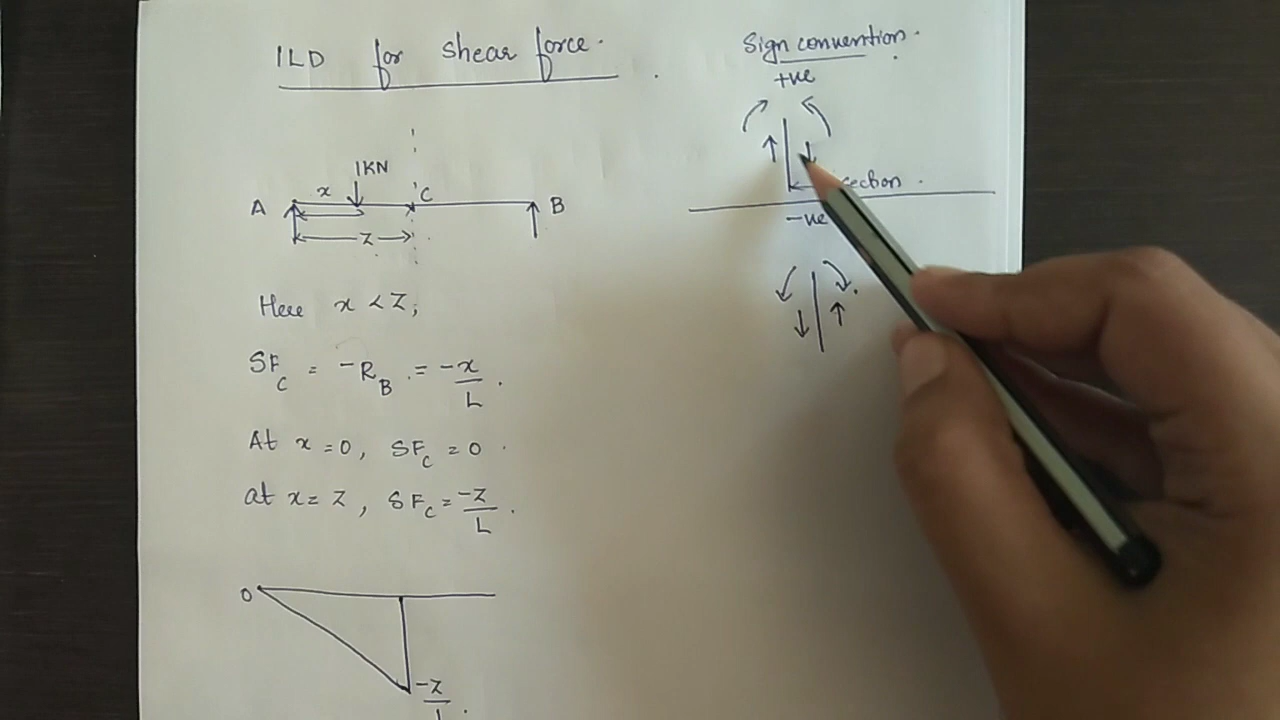 ILD for shear force.
Sign convention.
+ve
section.
-ve
1KN
x
A
C
B
z
Here x < z;
SF_C = -R_B = -x/L.
At x=0, SF_C = 0
at x= z, SF_C = -z/L.
0
-z/L.